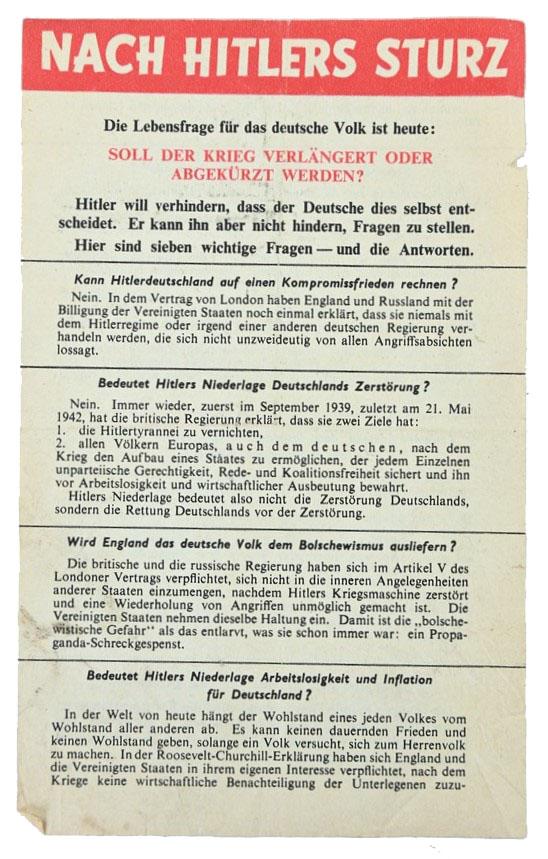 NACH HITLERS STURZ
Die Lebensfrage für das deutsche Volk ist heute:
SOLL DER KRIEG VERLÄNGERT ODER
ABGEKÜRZT WERDEN?
Hitler will verhindern, dass der Deutsche dies selbst ent-
scheidet. Er kann ihn aber nicht hindern, Fragen zu stellen.
Hier sind sieben wichtige Fragen — und die Antworten.
Kann Hitlerdeutschland auf einen Kompromissfrieden rechnen?
Nein. In dem Vertrag von London haben England und Russland mit der
Billigung der Vereinigten Staaten noch einmal erklärt, dass sie niemals mit
dem Hitlerregime oder irgend einer anderen deutschen Regierung ver-
handeln werden, die sich nicht unzweideutig von allen Angriffsabsichten
lossagt.
Bedeutet Hitlers Niederlage Deutschlands Zerstörung?
Nein. Immer wieder, zuerst im September 1939, zuletzt am 21. Mai
1942, hat die britische Regierung erklärt, dass sie zwei Ziele hat:
1. die Hitlertyrannei zu vernichten,
2. allen Völkern Europas, auch dem deutschen, nach dem
Krieg den Aufbau eines Staates zu ermöglichen, der jedem Einzelnen
unparteiische Gerechtigkeit, Rede- und Koalitionsfreiheit sichert und ihn
vor Arbeitslosigkeit und wirtschaftlicher Ausbeutung bewahrt.
Hitlers Niederlage bedeutet also nicht die Zerstörung Deutschlands,
sondern die Rettung Deutschlands vor der Zerstörung.
Wird England das deutsche Volk dem Bolschewismus ausliefern?
Die britische und die russische Regierung haben sich im Artikel V des
Londoner Vertrags verpflichtet, sich nicht in die inneren Angelegenheiten
anderer Staaten einzumengen, nachdem Hitlers Kriegsmaschine zerstört
und eine Wiederholung von Angriffen unmöglich gemacht ist. Die
Vereinigten Staaten nehmen dieselbe Haltung ein. Damit ist die „bolsche-
wistische Gefahr" als das entlarvt, was sie schon immer war: ein Propa-
ganda-Schreckgespenst.
Bedeutet Hitlers Niederlage Arbeitslosigkeit und Inflation
für Deutschland?
In der Welt von heute hängt der Wohlstand eines jeden Volkes vom
Wohlstand aller anderen ab. Es kann keinen dauernden Frieden und
keinen Wohlstand geben, solange ein Volk versucht, sich zum Herrenvolk
zu machen. In der Roosevelt-Churchill-Erklärung haben sich England und
die Vereinigten Staaten in ihrem eigenen Interesse verpflichtet, nach dem
Kriege keine wirtschaftliche Benachteiligung der Unterlegenen zuzu-